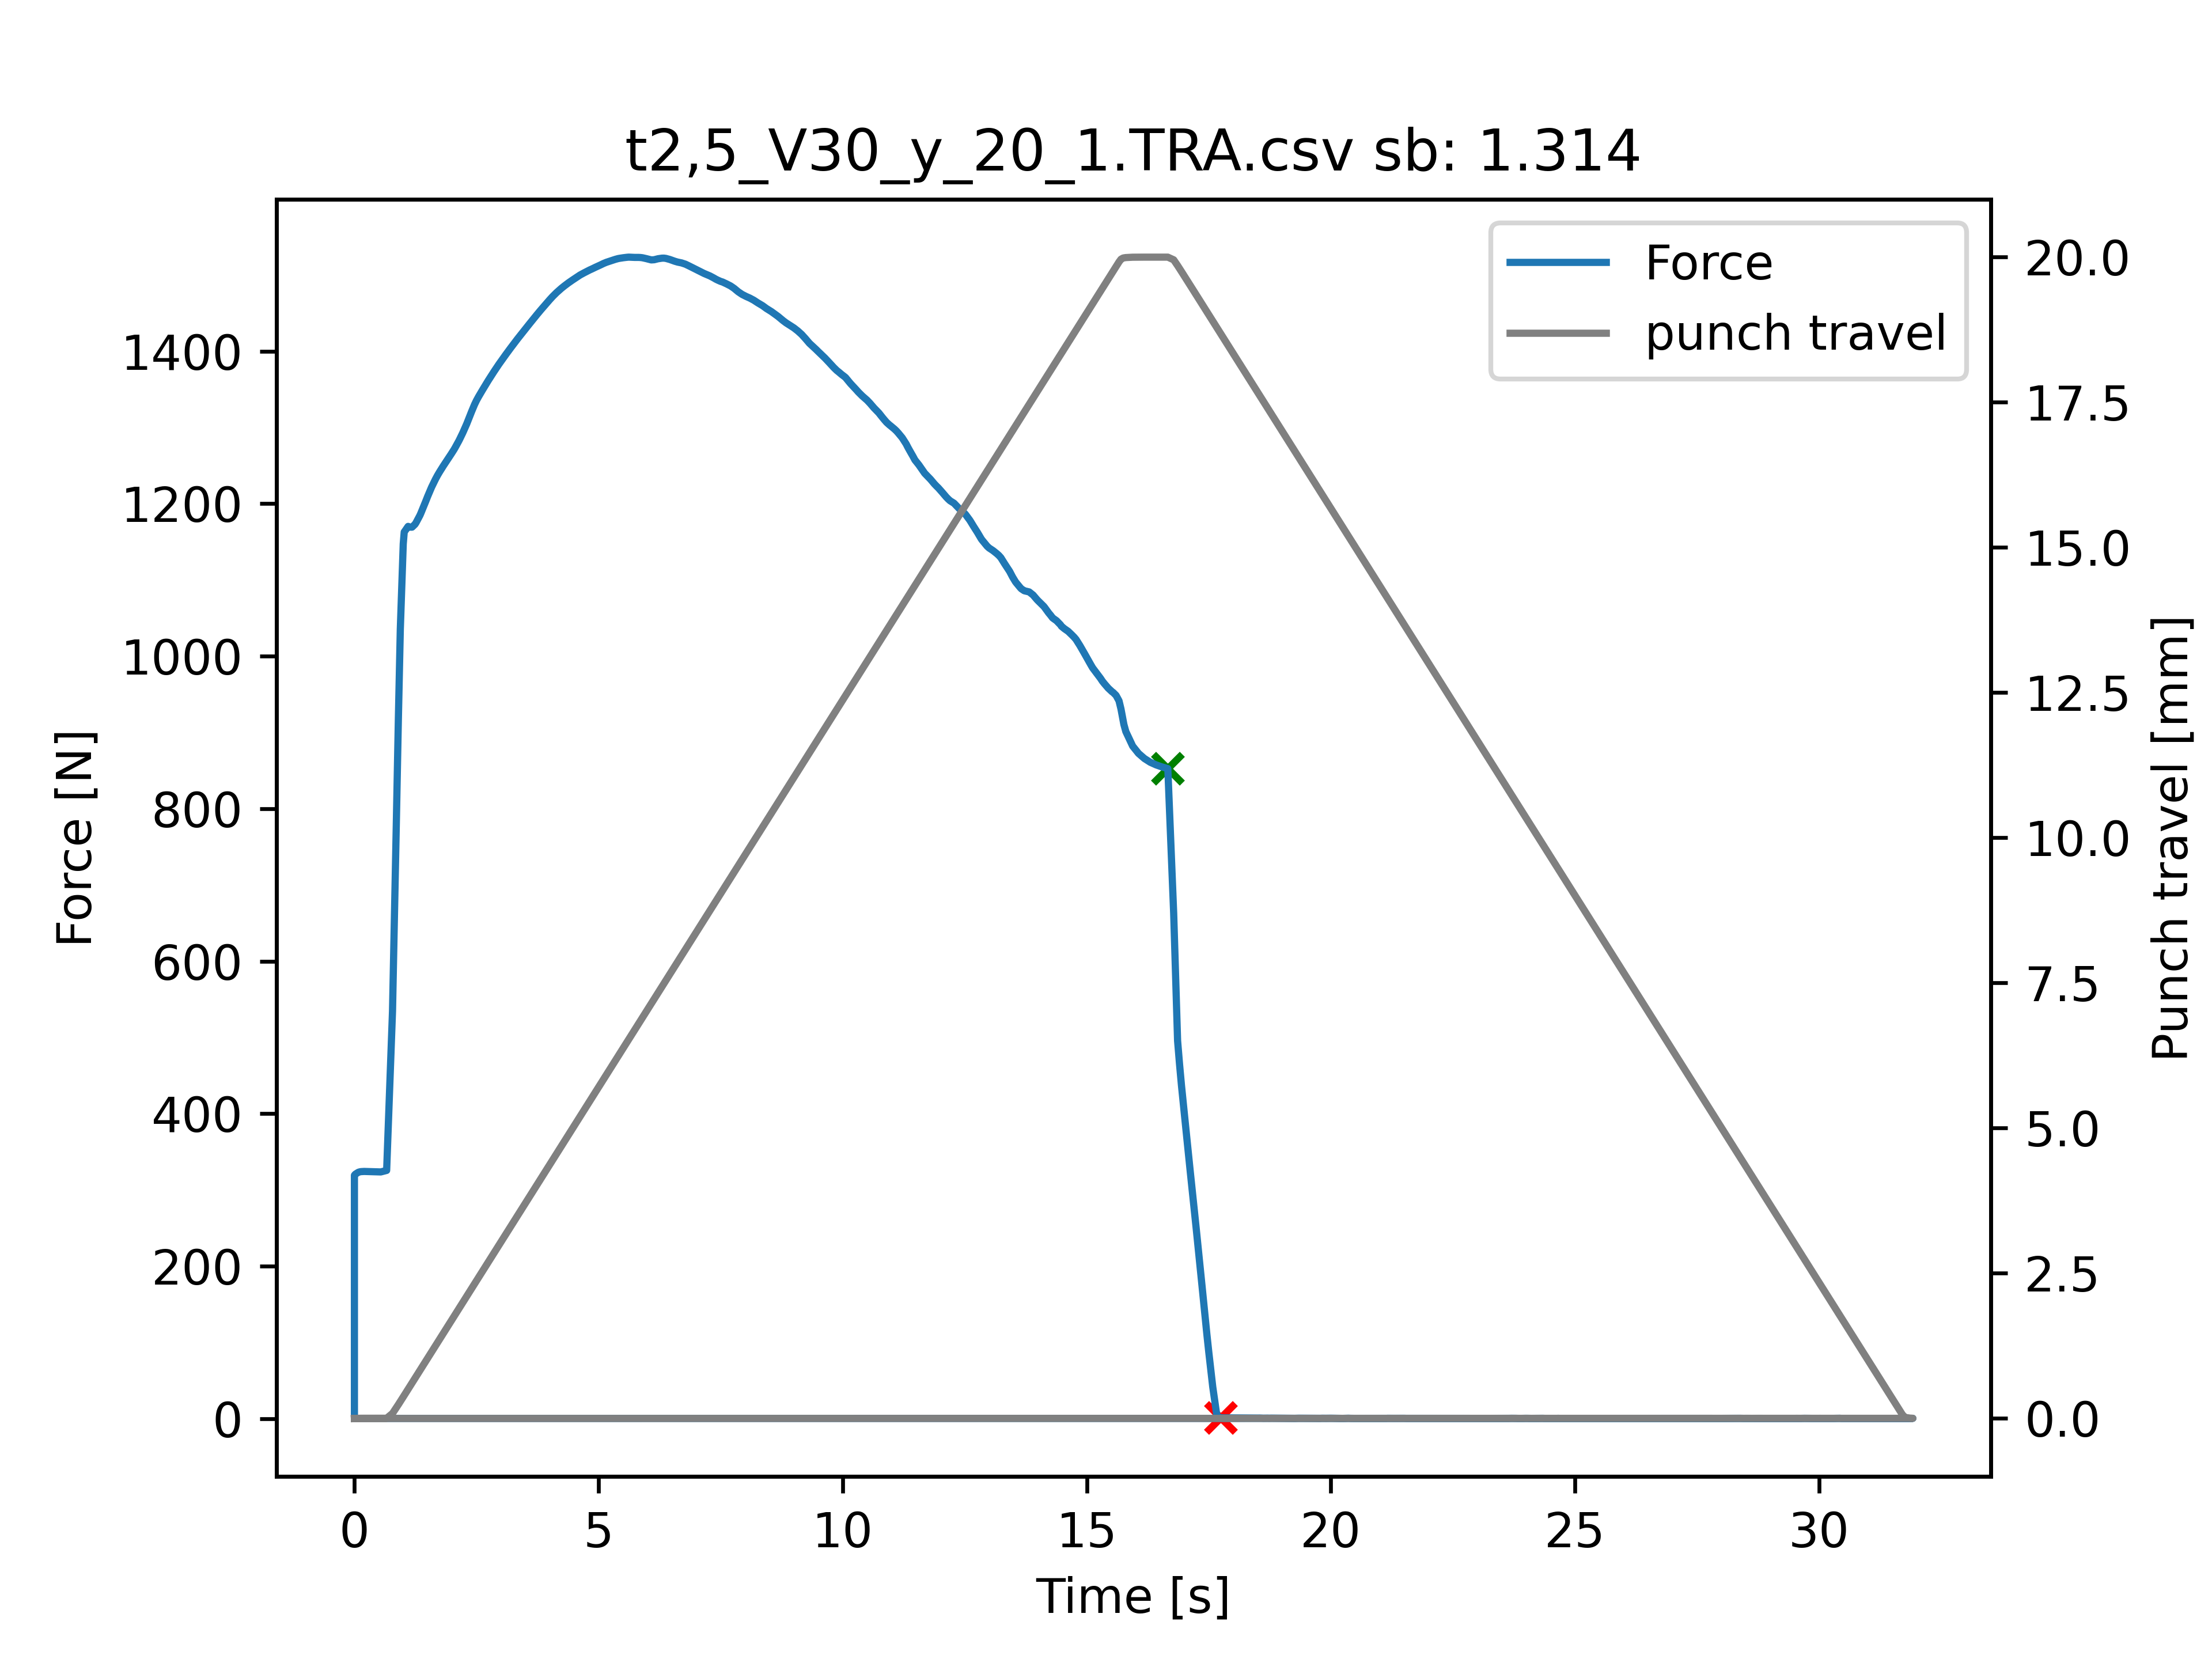 t2,5_V30_y_20_1.TRA.csv sb: 1.314
Force
punch travel
Force [N]
1400
1200
1000
800
600
400
200
0
20.0
17.5
15.0
12.5
10.0
7.5
5.0
2.5
0.0
Punch travel [mm]
0 5 10 15 20 25 30
Time [s]